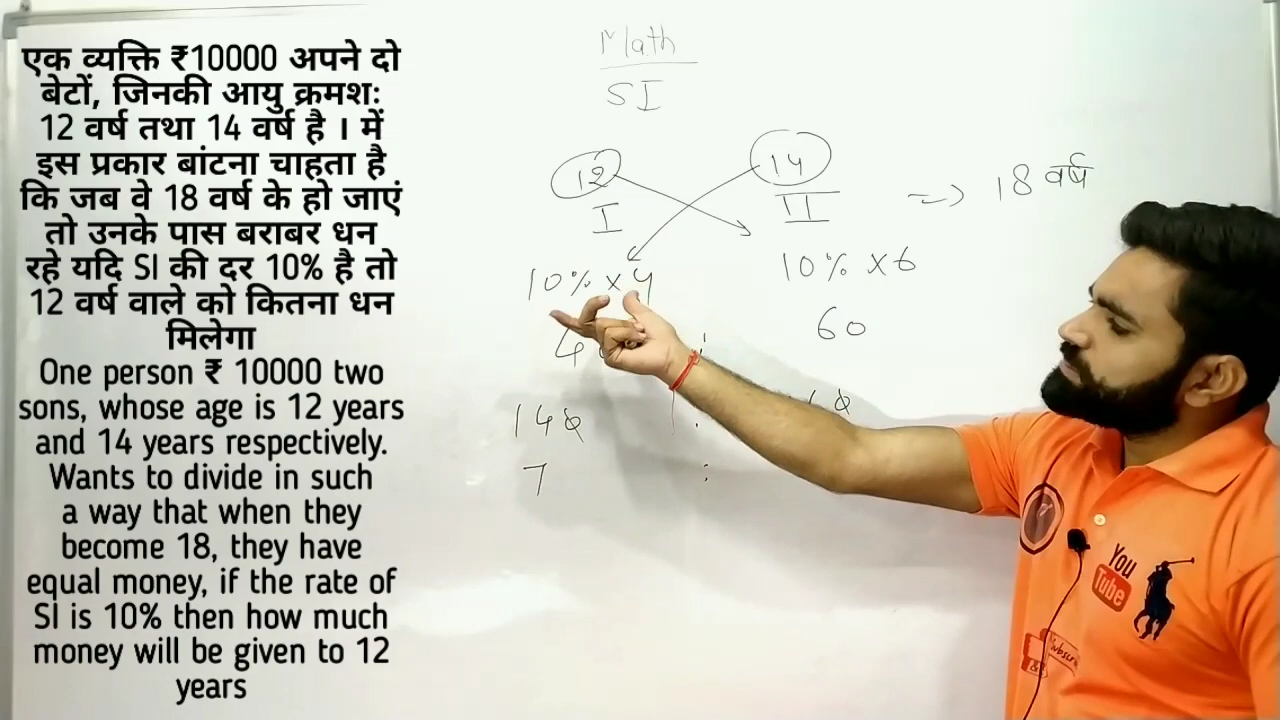 एक व्यक्ति ₹10000 अपने दो
बेटों, जिनकी आयु क्रमशः
12 वर्ष तथा 14 वर्ष है । में
इस प्रकार बांटना चाहता है
कि जब वे 18 वर्ष के हो जाएं
तो उनके पास बराबर धन
रहे यदि SI की दर 10% है तो
12 वर्ष वाले को कितना धन
मिलेगा
One person ₹ 10000 two
sons, whose age is 12 years
and 14 years respectively.
Wants to divide in such
a way that when they
become 18, they have
equal money, if the rate of
SI is 10% then how much
money will be given to 12
years
Math
SI
12 14
I II => 18 वर्ष
10% x 4 10% x 6
4 : 60
140 :
7 :
You
Tube